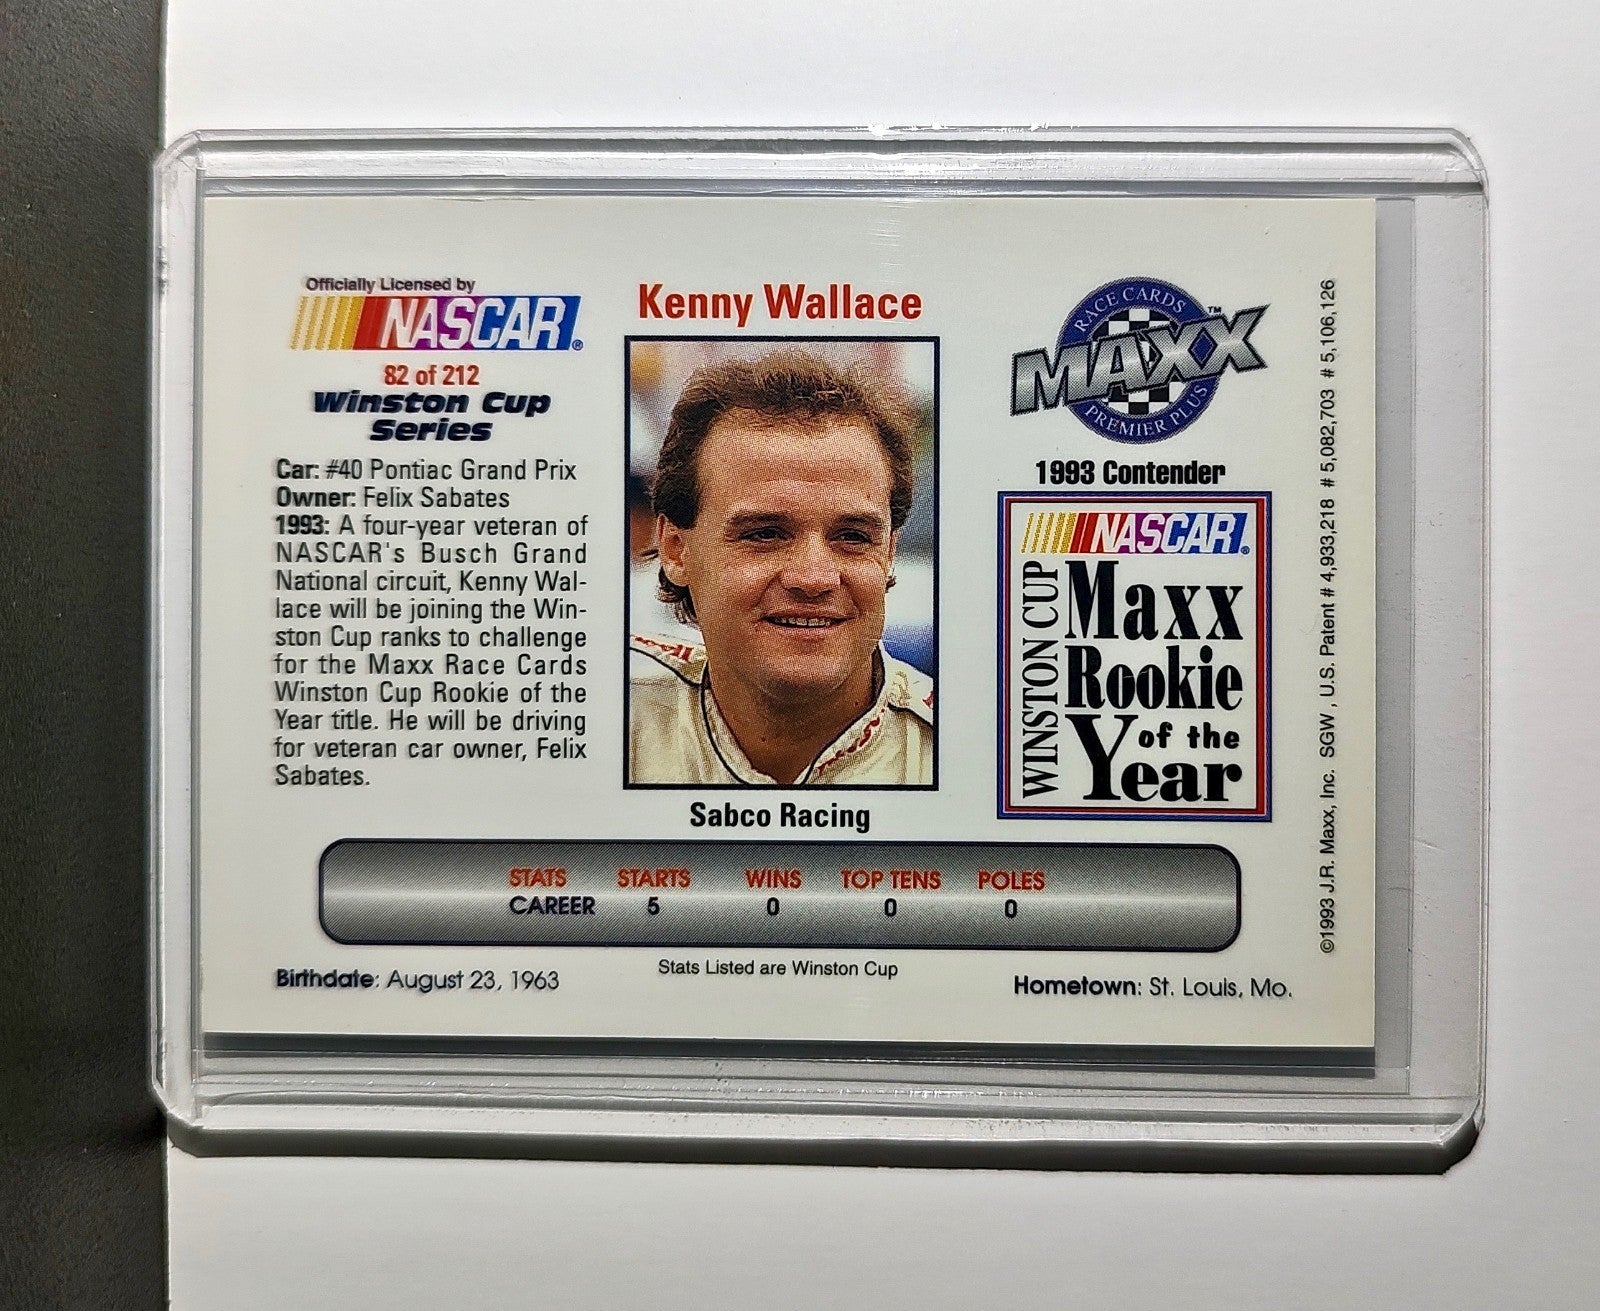 Officially Licensed by
NASCAR®
82 of 212
Winston Cup
Series
Car: #40 Pontiac Grand Prix
Owner: Felix Sabates
1993: A four-year veteran of
NASCAR's Busch Grand
National circuit, Kenny Wal-
lace will be joining the Win-
ston Cup ranks to challenge
for the Maxx Race Cards
Winston Cup Rookie of the
Year title. He will be driving
for veteran car owner, Felix
Sabates.
Kenny Wallace
Sabco Racing
RACE CARDS
MAXX™
PREMIER PLUS
1993 Contender
NASCAR®
WINSTON CUP
Maxx
Rookie
of the
Year
STATS STARTS WINS TOP TENS POLES
CAREER 5 0 0 0
Stats Listed are Winston Cup
Birthdate: August 23, 1963
Hometown: St. Louis, Mo.
©1993 J.R. Maxx, Inc. SGW, U.S. Patent # 4,933,218 # 5,082,703 # 5,106,126